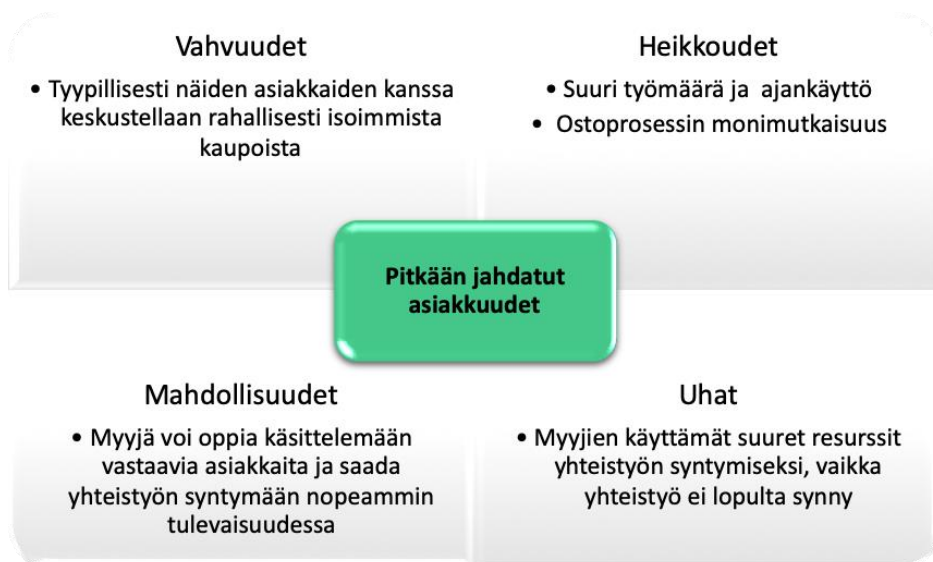 Vahvuudet
• Tyypillisesti näiden asiakkaiden kanssa
keskustellaan rahallisesti isoimmista
kaupoista
Heikkoudet
• Suuri työmäärä ja ajankäyttö
• Ostoprosessin monimutkaisuus
Pitkään jahdatut
asiakkuudet
Mahdollisuudet
• Myyjä voi oppia käsittelemään
vastaavia asiakkaita ja saada
yhteistyön syntymään nopeammin
tulevaisuudessa
Uhat
• Myyjien käyttämät suuret resurssit
yhteistyön syntymiseksi, vaikka
yhteistyö ei lopulta synny